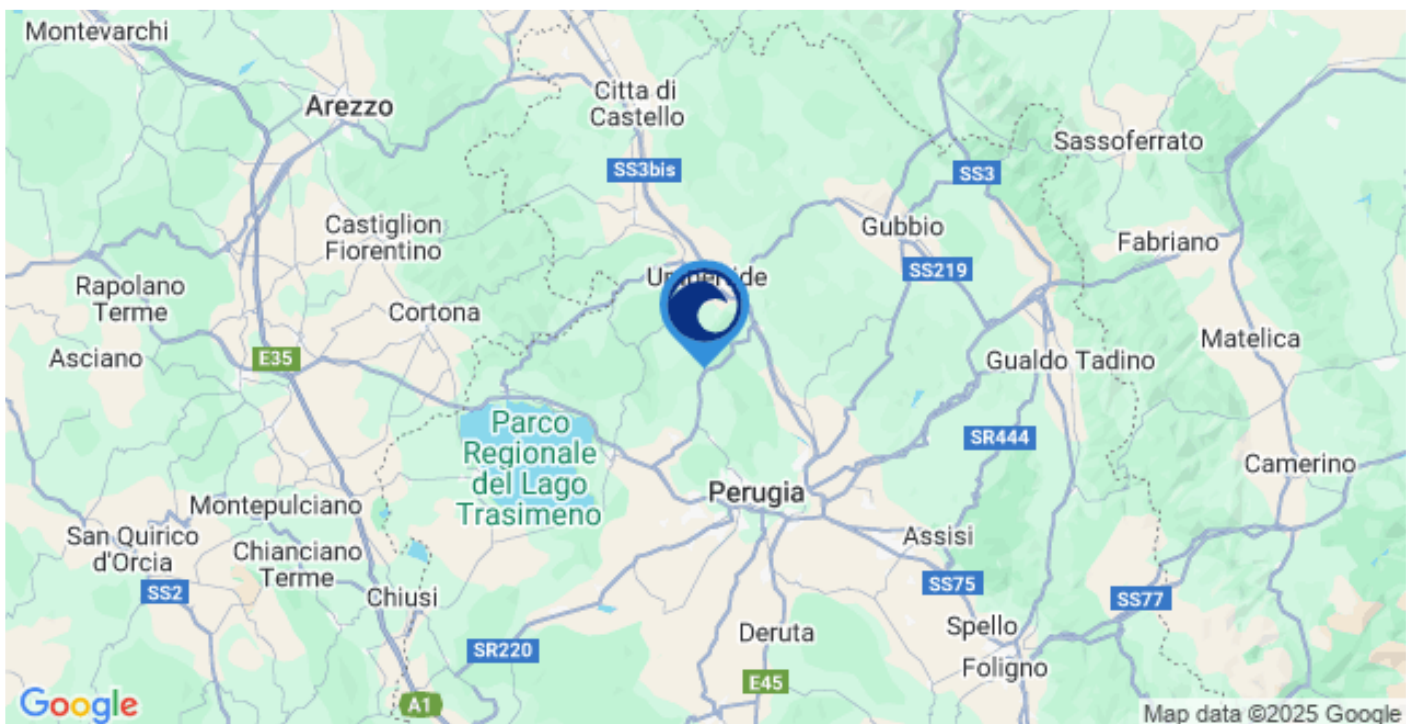 Montevarchi
Arezzo
Citta di
Castello
Sassoferrato
SS3bis
SS3
Castiglion
Fiorentino
Gubbio
Fabriano
SS219
Rapolano
Terme
Cortona
Matelica
Asciano
E35
Gualdo Tadino
Parco
Regionale
del Lago
Trasimeno
SR444
Camerino
Perugia
Montepulciano
San Quirico
d'Orcia
Chianciano
Terme
Assisi
SS2
Chiusi
SS75
SS77
Spello
Deruta
SR220
Foligno
E45
A1
Google
Map data ©2025 Google